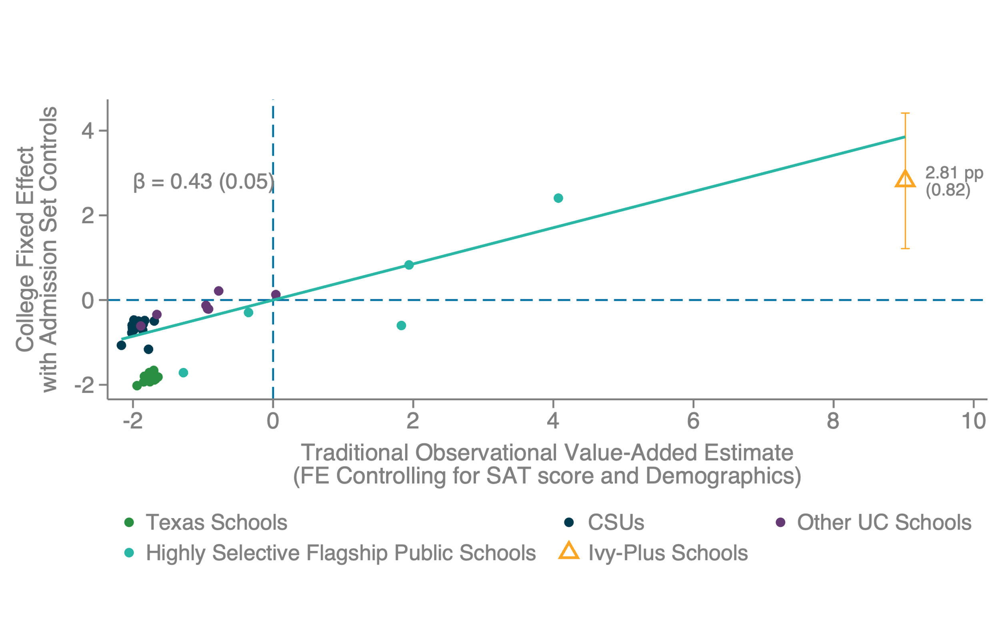 College Fixed Effect
with Admission Set Controls
4
2
0
-2
β = 0.43 (0.05)
2.81 pp
(0.82)
-2
0
2
4
6
8
10
Traditional Observational Value-Added Estimate
(FE Controlling for SAT score and Demographics)
Texas Schools
CSUs
Other UC Schools
Highly Selective Flagship Public Schools
Ivy-Plus Schools